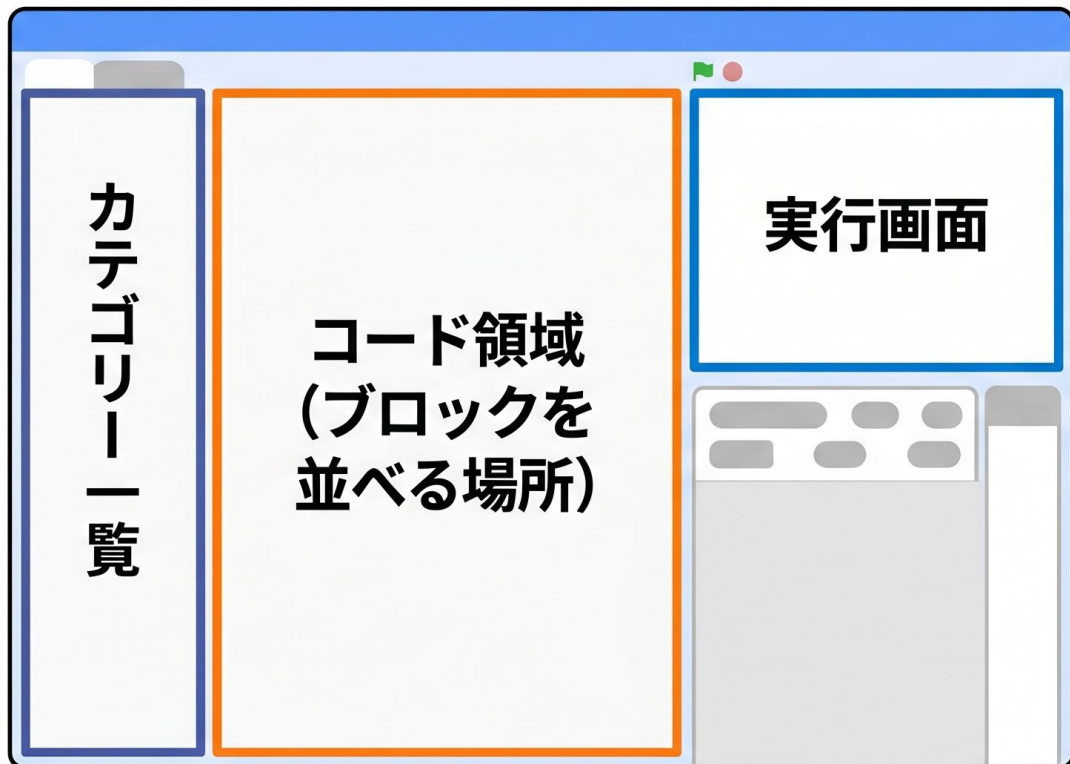 カテゴリー一覧
コード領域
（ブロックを
並べる場所）
実行画面